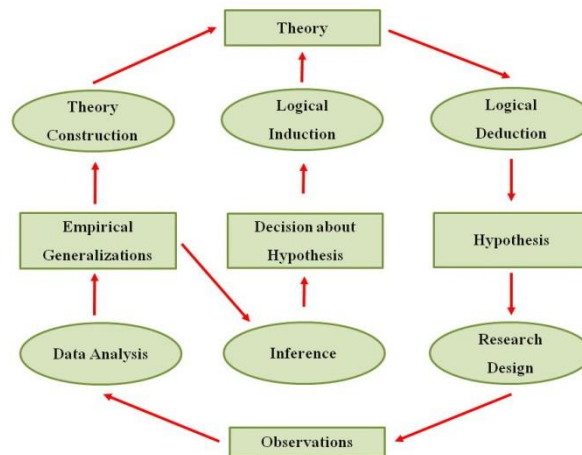 Theory
Theory
Construction
Logical
Induction
Logical
Deduction
Empirical
Generalizations
Decision about
Hypothesis
Hypothesis
Data Analysis
Inference
Research
Design
Observations